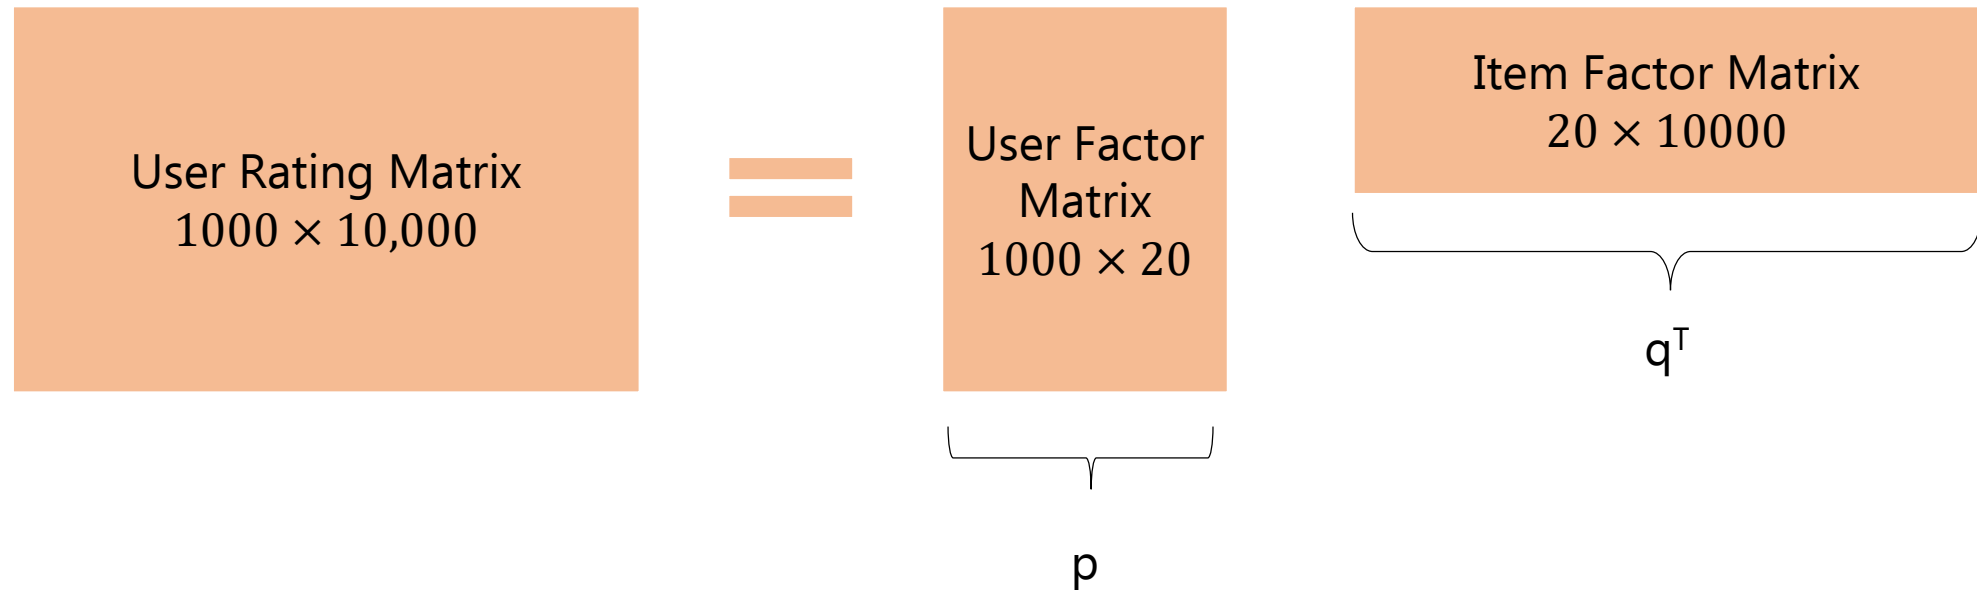 User Rating Matrix
1000 × 10,000
User Factor
Matrix
1000 × 20
Item Factor Matrix
20 × 10000
qᵀ
p